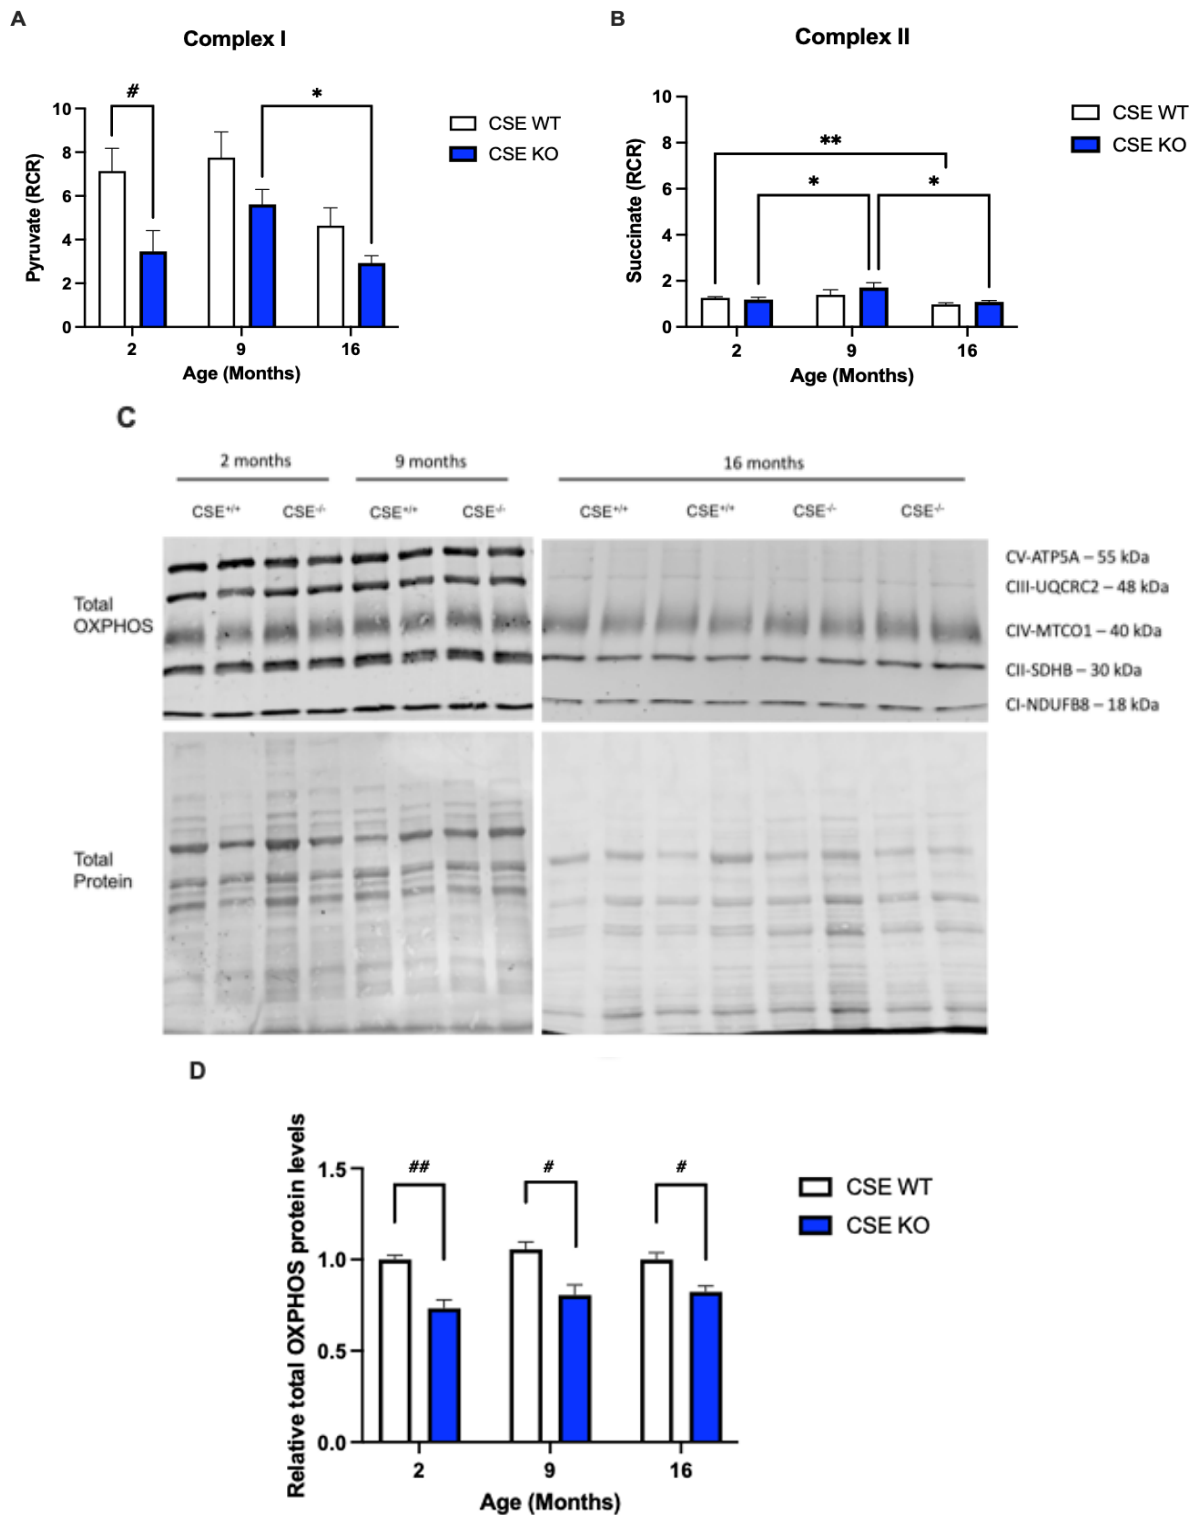 A
Complex I
#
*
10
8
6
4
2
0
Pyruvate (RCR)
2
9
16
Age (Months)
CSE WT
CSE KO
B
Complex II
**
*
*
10
8
6
4
2
0
Succinate (RCR)
2
9
16
Age (Months)
CSE WT
CSE KO
C
2 months
9 months
16 months
CSE+/+
CSE-/-
CSE+/+
CSE-/-
CSE+/+
CSE+/+
CSE-/-
CSE-/-
Total
OXPHOS
CV-ATP5A – 55 kDa
CIII-UQCRC2 – 48 kDa
CIV-MTCO1 – 40 kDa
CII-SDHB – 30 kDa
CI-NDUFB8 – 18 kDa
Total
Protein
D
##
#
#
1.5
1.0
0.5
0.0
Relative total OXPHOS protein levels
2
9
16
Age (Months)
CSE WT
CSE KO